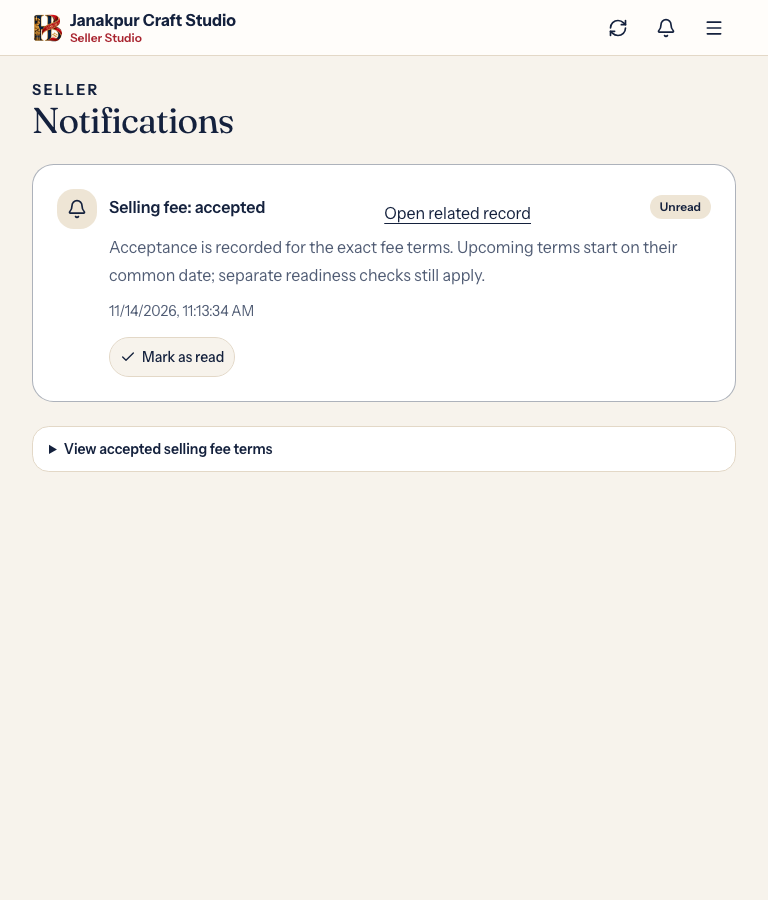 Janakpur Craft Studio
Seller Studio
SELLER
Notifications
Selling fee: accepted
Open related record
Unread
Acceptance is recorded for the exact fee terms. Upcoming terms start on their
common date; separate readiness checks still apply.
11/14/2026, 11:13:34 AM
Mark as read
View accepted selling fee terms